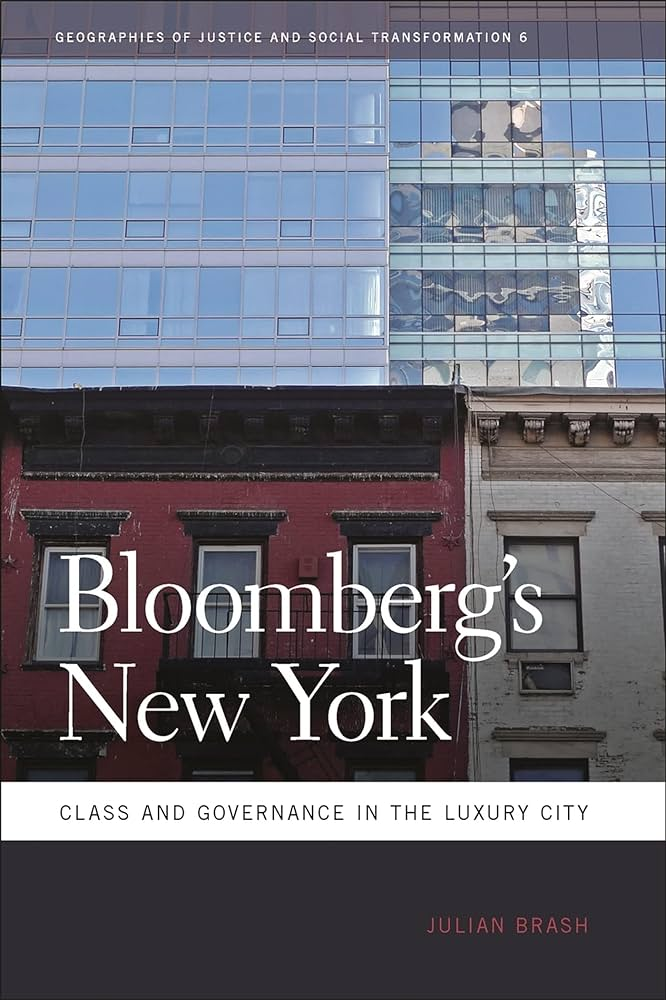 GEOGRAPHIES OF JUSTICE AND SOCIAL TRANSFORMATION 6
Bloomberg's
New York
CLASS AND GOVERNANCE IN THE LUXURY CITY
JULIAN BRASH